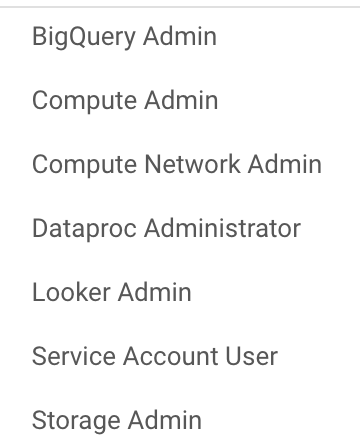 BigQuery Admin
Compute Admin
Compute Network Admin
Dataproc Administrator
Looker Admin
Service Account User
Storage Admin